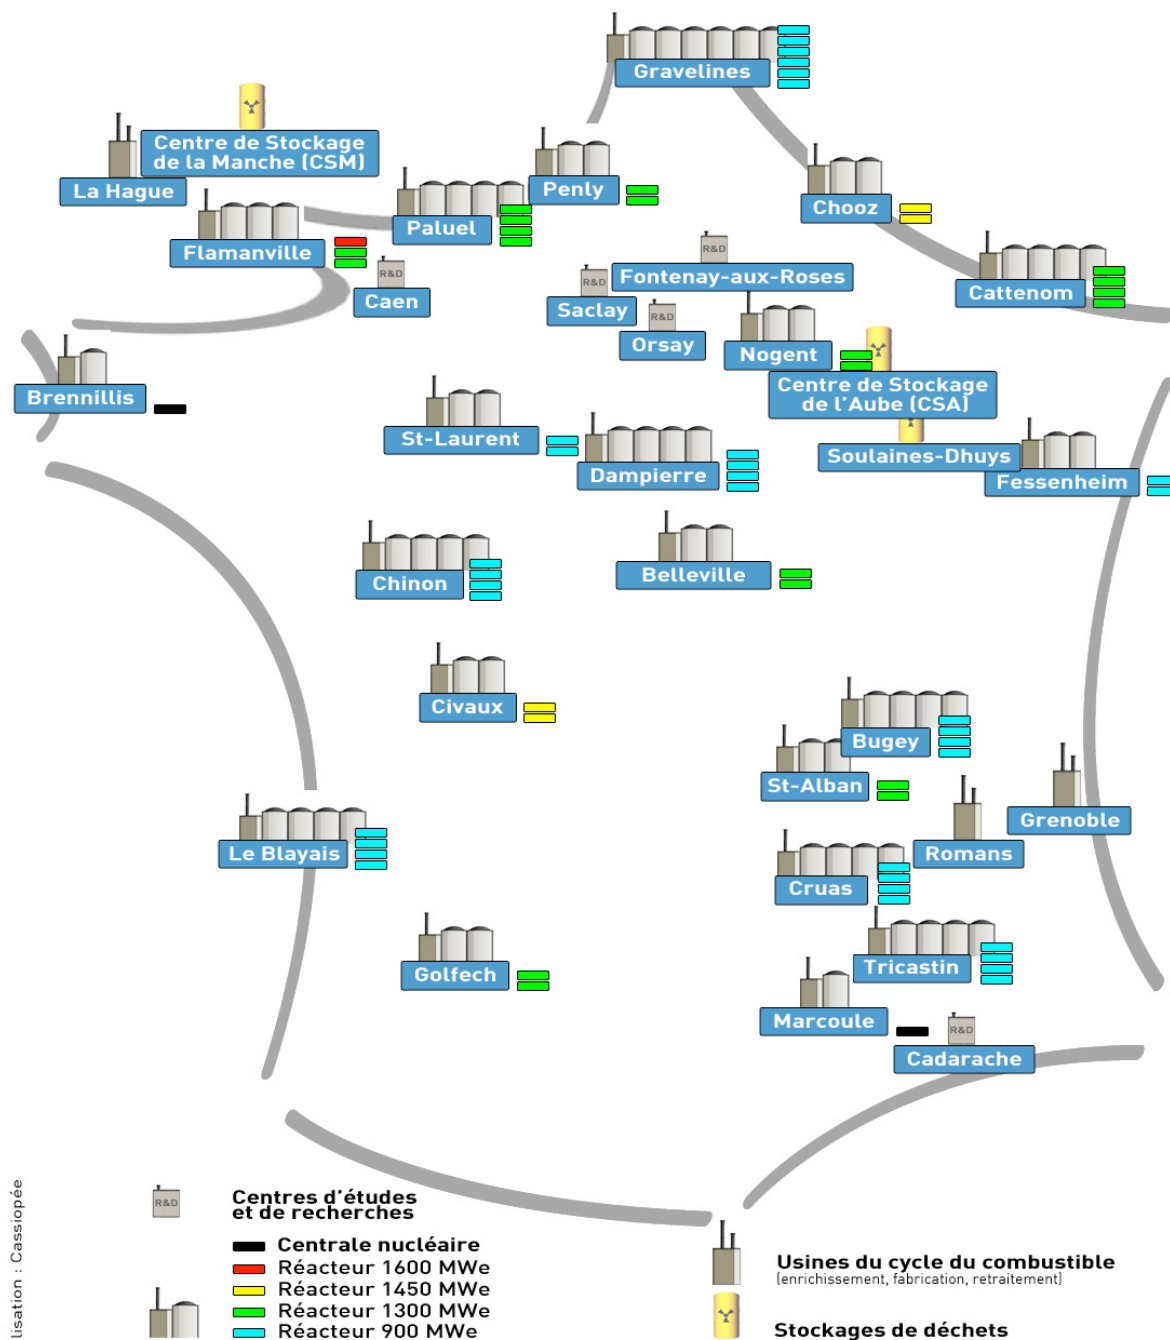 Gravelines
Centre de Stockage
de la Manche (CSM)
La Hague
Penly
Chooz
Paluel
Flamanville
R&D
Caen
R&D
Fontenay-aux-Roses
R&D
Saclay
R&D
Orsay
Cattenom
Nogent
Centre de Stockage
de l'Aube (CSA)
Brennillis
St-Laurent
Dampierre
Soulaines-Dhuys
Fessenheim
Chinon
Belleville
Civaux
Bugey
St-Alban
Grenoble
Romans
Le Blayais
Cruas
Golfech
Tricastin
Marcoule
R&D
Cadarache
lisation : Cassiopée
R&D
Centres d'études
et de recherches
Centrale nucléaire
Réacteur 1600 MWe
Réacteur 1450 MWe
Réacteur 1300 MWe
Réacteur 900 MWe
Usines du cycle du combustible
(enrichissement, fabrication, retraitement)
Stockages de déchets